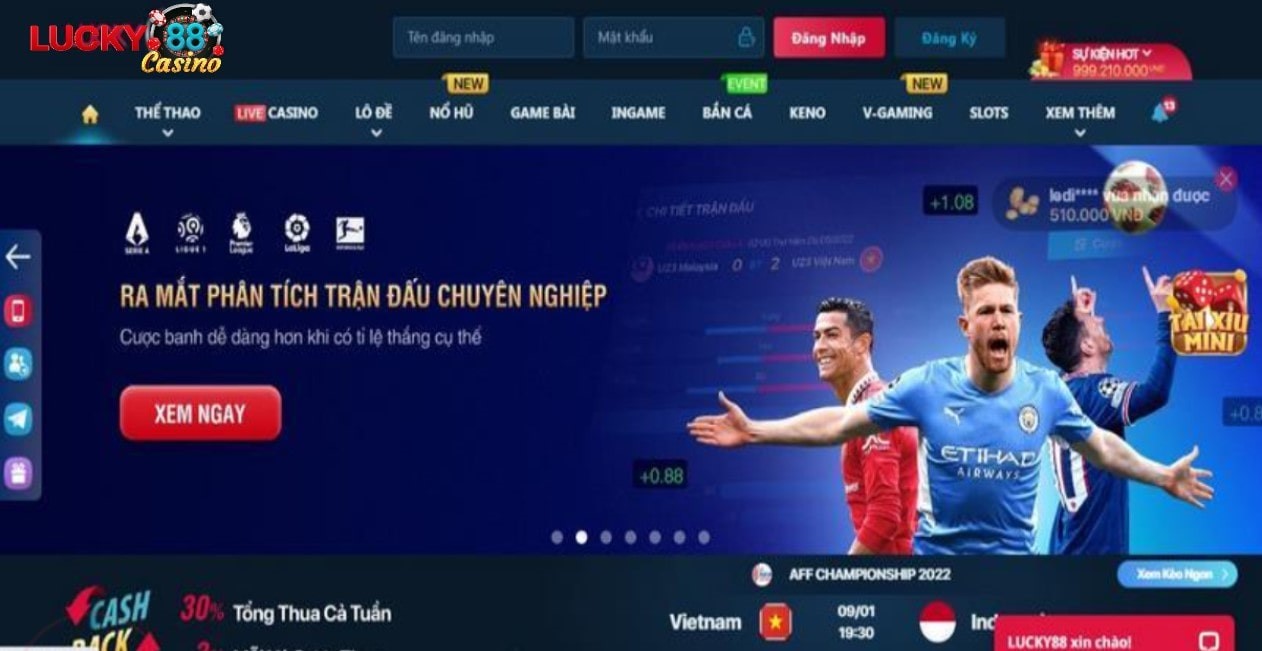 LUCKY 88
Casino
Tên đăng nhập
Mật khẩu
Đăng Nhập
Đăng Ký
SỰ KIỆN HOT
999.210.000 VND
NEW
EVENT
NEW
THỂ THAO
LIVE CASINO
LÔ ĐỀ
NỔ HŨ
GAME BÀI
INGAME
BẮN CÁ
KENO
V-GAMING
SLOTS
XEM THÊM
13
CHI TIẾT TRẬN ĐẤU
+1.08
ledi**** vừa nhận được
510.000 VND
SERIE A
LIGUE 1
Premier League
LaLiga
U23 Malaysia 0 2 U23 Việt Nam
RA MẮT PHÂN TÍCH TRẬN ĐẤU CHUYÊN NGHIỆP
Cược banh dễ dàng hơn khi có tỉ lệ thắng cụ thể
TÀI XỈU
MINI
XEM NGAY
+0.8
ETIHAD
AIRWAYS
+0.88
AFF CHAMPIONSHIP 2022
Xem Kèo Ngon
CASH
BACK
30% Tổng Thua Cả Tuần
Vietnam
09/01
19:30
Ind
LUCKY88 xin chào!